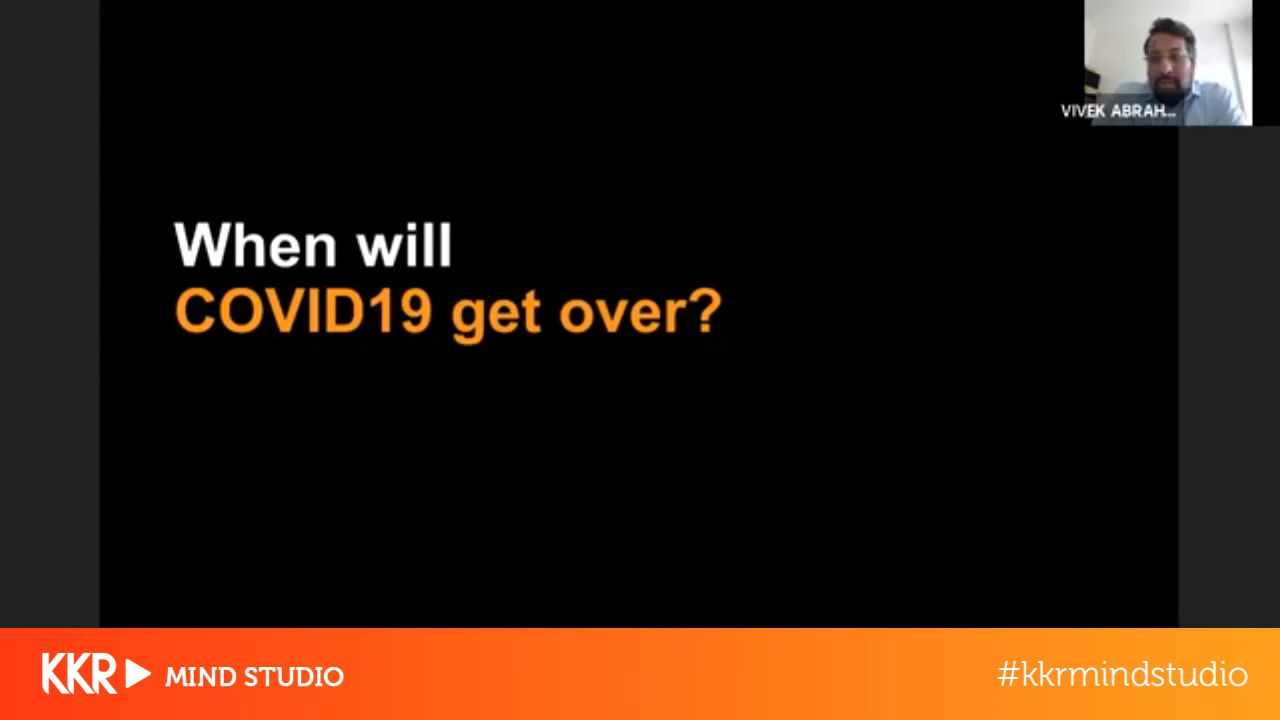 VIVEK ABRAH...
When will
COVID19 get over?
KKR MIND STUDIO
#kkrmindstudio